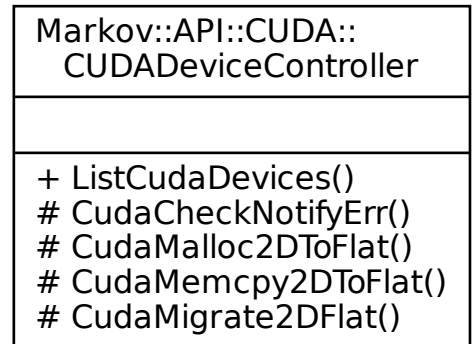 Markov::API::CUDA::
CUDADeviceController
+ ListCudaDevices()
# CudaCheckNotifyErr()
# CudaMalloc2DToFlat()
# CudaMemcpy2DToFlat()
# CudaMigrate2DFlat()